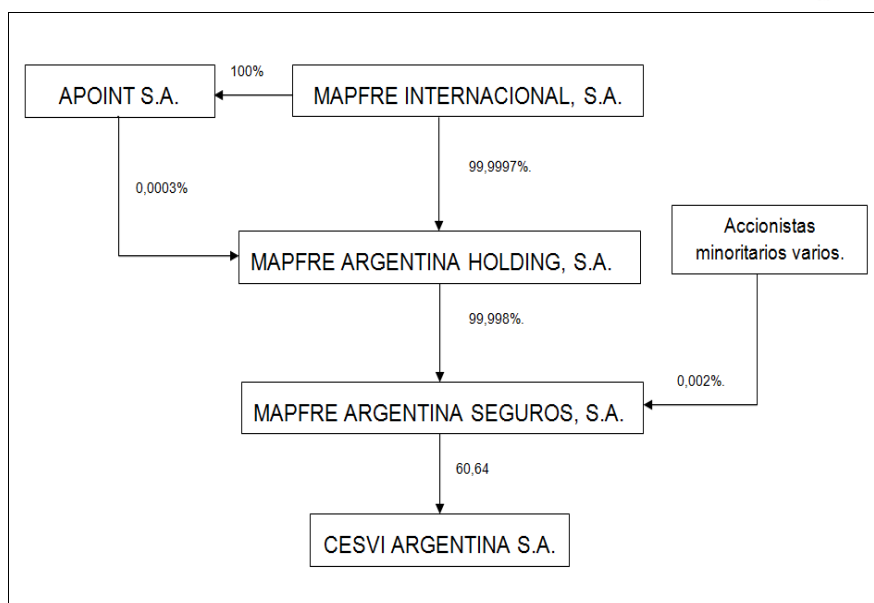 100%
APOINT S.A.
MAPFRE INTERNACIONAL, S.A.
99,9997%.
0,0003%
Accionistas
minoritarios varios.
MAPFRE ARGENTINA HOLDING, S.A.
99,998%.
0,002%.
MAPFRE ARGENTINA SEGUROS, S.A.
60,64
CESVI ARGENTINA S.A.